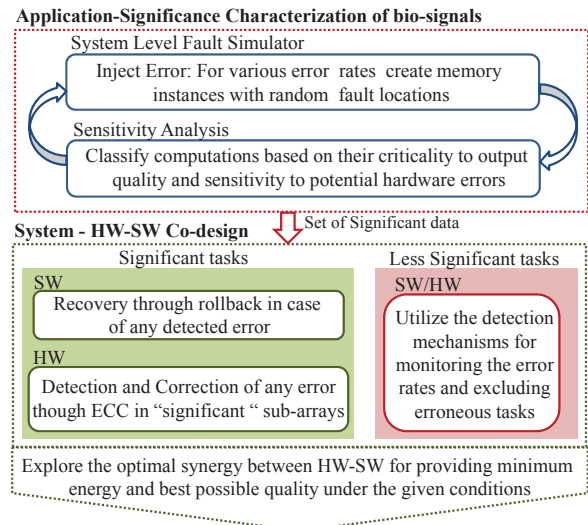 Application-Significance Characterization of bio-signals
System Level Fault Simulator
Inject Error: For various error rates create memory
instances with random fault locations
Sensitivity Analysis
Classify computations based on their criticality to output
quality and sensitivity to potential hardware errors
Set of Significant data
System - HW-SW Co-design
Significant tasks
SW
Recovery through rollback in case
of any detected error
HW
Detection and Correction of any error
though ECC in “significant “ sub-arrays
Less Significant tasks
SW/HW
Utilize the detection
mechanisms for
monitoring the error
rates and excluding
erroneous tasks
Explore the optimal synergy between HW-SW for providing minimum
energy and best possible quality under the given conditions